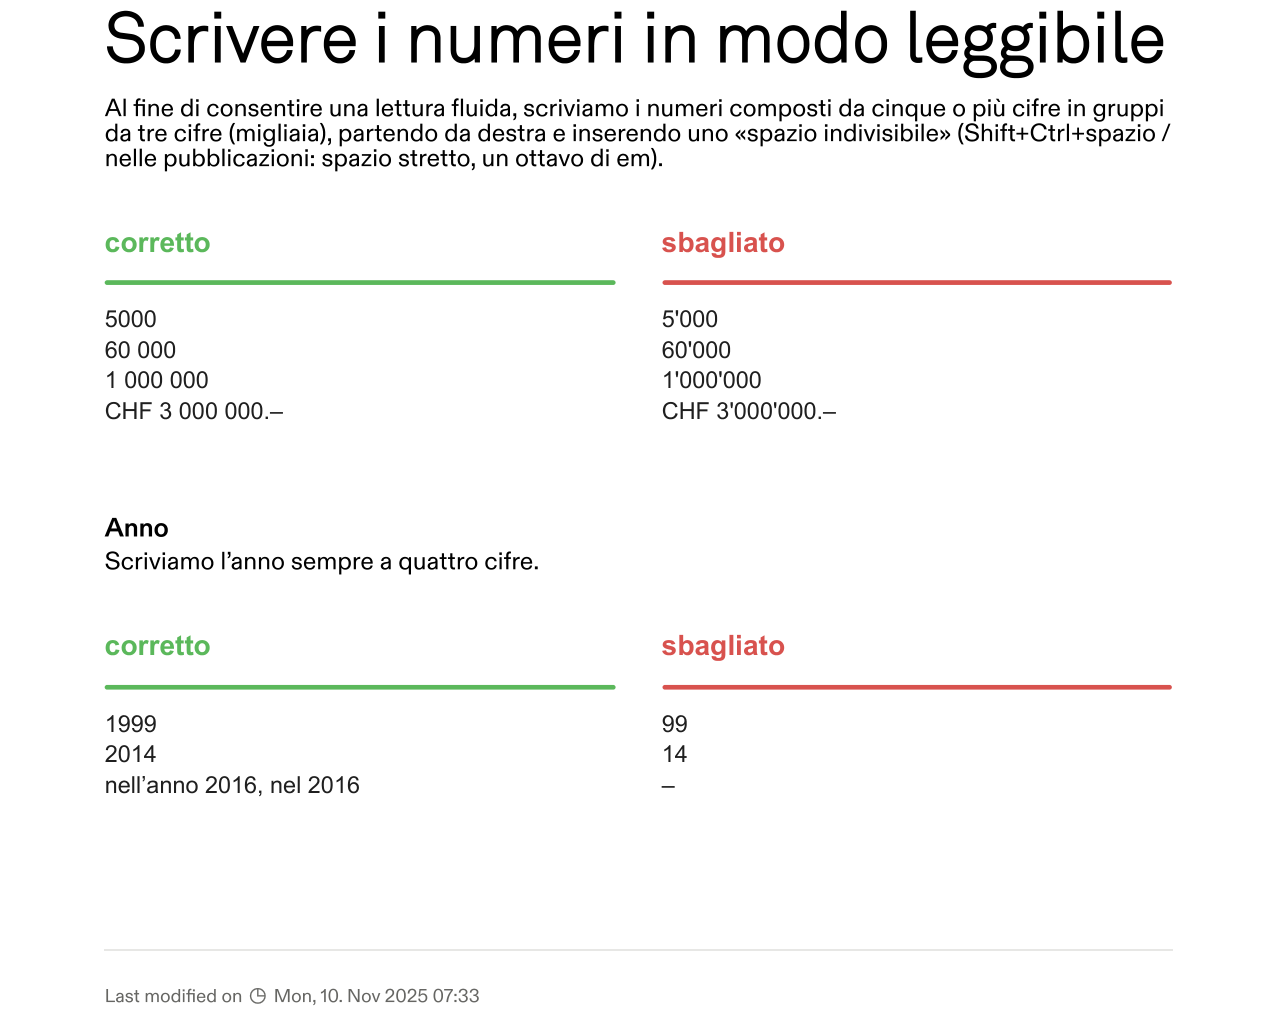 Scrivere i numeri in modo leggibile
Al fine di consentire una lettura fluida, scriviamo i numeri composti da cinque o più cifre in gruppi
da tre cifre (migliaia), partendo da destra e inserendo uno «spazio indivisibile» (Shift+Ctrl+spazio /
nelle pubblicazioni: spazio stretto, un ottavo di em).
corretto
5000
60 000
1 000 000
CHF 3 000 000.–
sbagliato
5'000
60'000
1'000'000
CHF 3'000'000.–
Anno
Scriviamo l’anno sempre a quattro cifre.
corretto
1999
2014
nell’anno 2016, nel 2016
sbagliato
99
14
–
Last modified on Mon, 10. Nov 2025 07:33